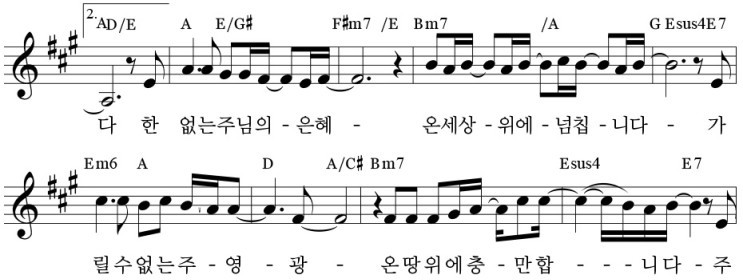 2.
A D/E A E/G# F#m7 /E Bm7 /A G Esus4 E7
다 한 없는주님의 - 은혜 - 온세상 - 위에 - 넘칩 - 니다 - 가
Em6 A D A/C# Bm7 Esus4 E7
릴수없는주 - 영 - 광 - 온땅위에충 - 만합 - - - 니다 - 주